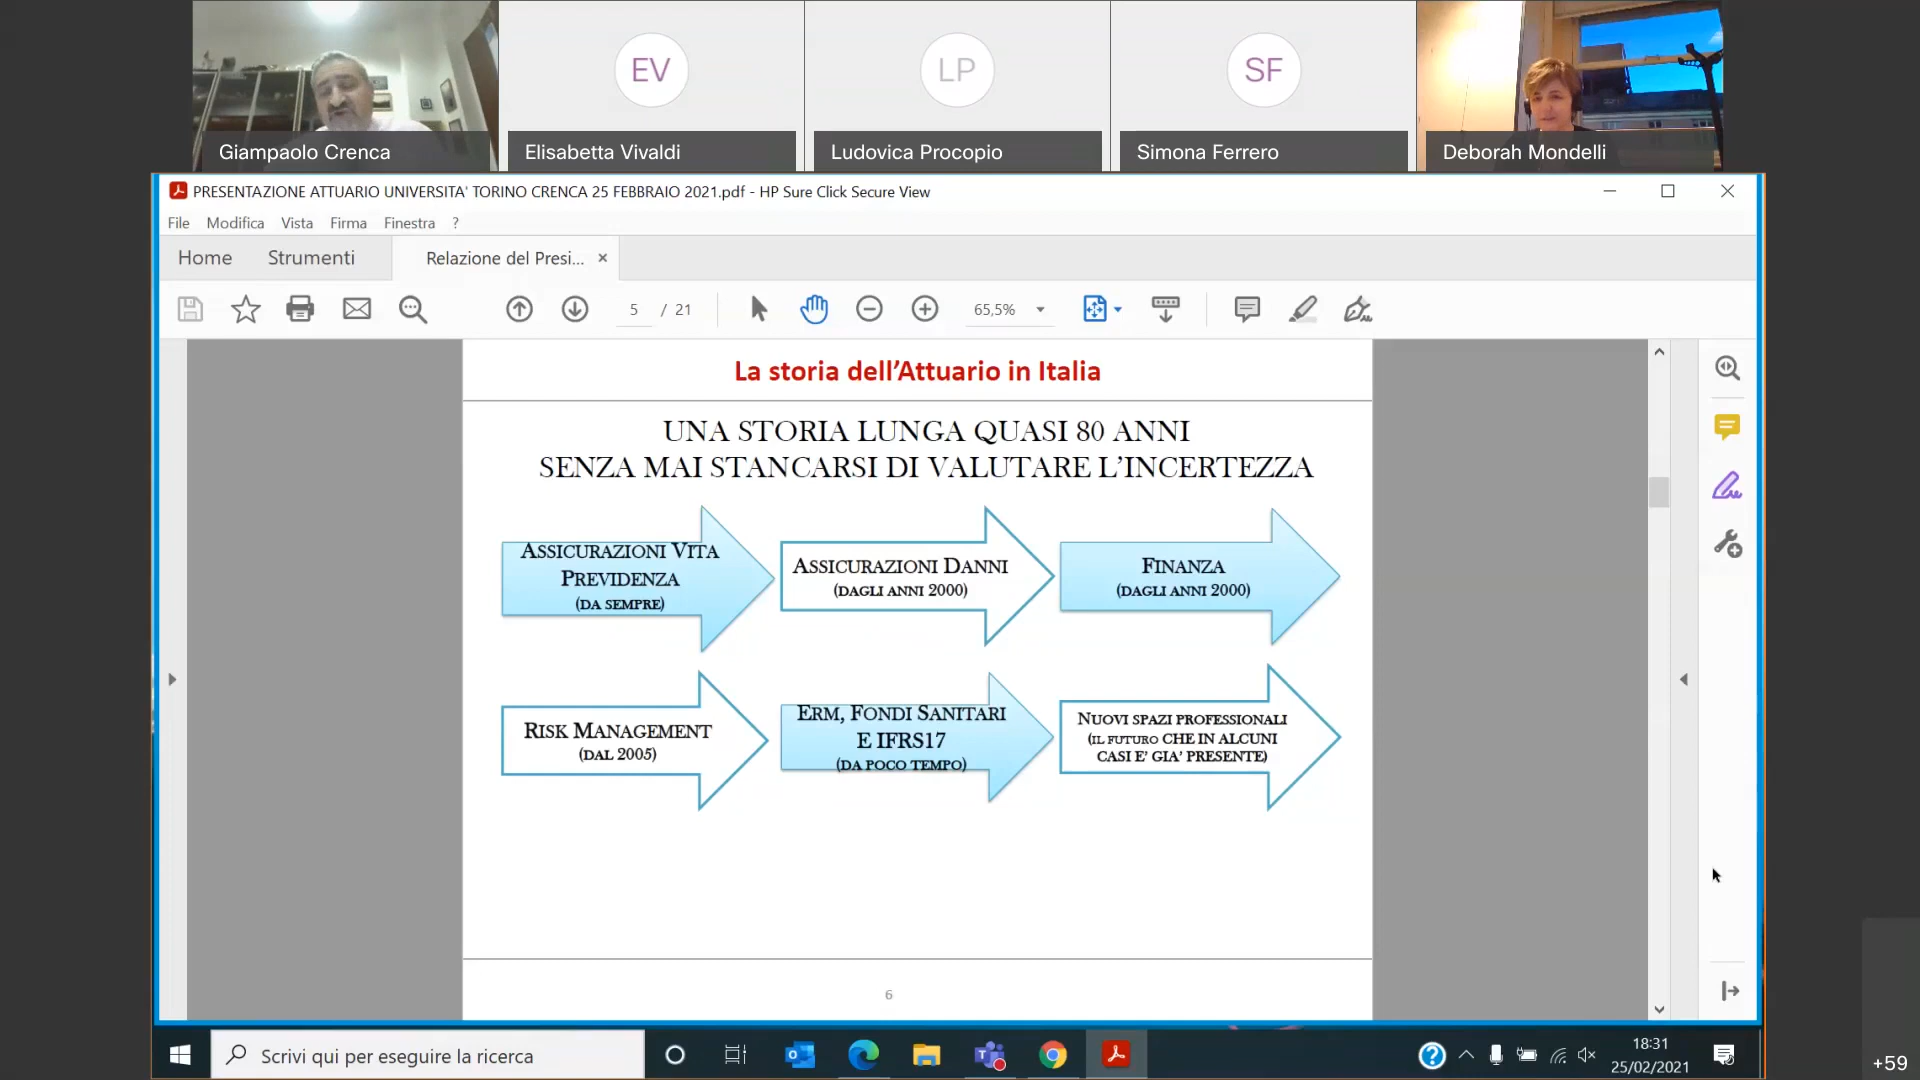 EV
LP
SF
Giampaolo Crenca
Elisabetta Vivaldi
Ludovica Procopio
Simona Ferrero
Deborah Mondelli
PRESENTAZIONE ATTUARIO UNIVERSITA' TORINO CRENCA 25 FEBBRAIO 2021.pdf - HP Sure Click Secure View
File Modifica Vista Firma Finestra ?
Home Strumenti Relazione del Presi... ×
5 / 21 65,5%
La storia dell'Attuario in Italia
UNA STORIA LUNGA QUASI 80 ANNI
SENZA MAI STANCARSI DI VALUTARE L'INCERTEZZA
ASSICURAZIONI VITA
PREVIDENZA
(DA SEMPRE)
ASSICURAZIONI DANNI
(DAGLI ANNI 2000)
FINANZA
(DAGLI ANNI 2000)
RISK MANAGEMENT
(DAL 2005)
ERM, FONDI SANITARI
E IFRS17
(DA POCO TEMPO)
NUOVI SPAZI PROFESSIONALI
(IL FUTURO CHE IN ALCUNI
CASI E' GIA' PRESENTE)
6
Scrivi qui per eseguire la ricerca
18:31
25/02/2021
+59